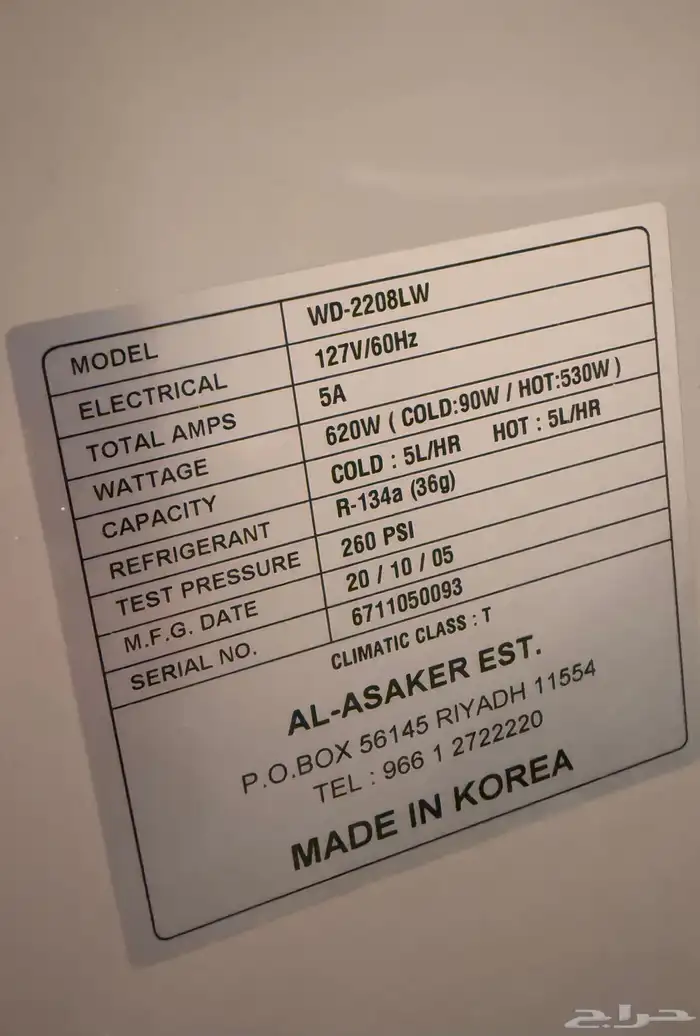 MODEL WD-2208LW
ELECTRICAL 127V/60Hz
TOTAL AMPS 5A
WATTAGE 620W ( COLD:90W / HOT:530W )
CAPACITY COLD : 5L/HR HOT : 5L/HR
REFRIGERANT R-134a (36g)
TEST PRESSURE 260 PSI
M.F.G. DATE 20 / 10 / 05
SERIAL NO. 6711050093
CLIMATIC CLASS : T
AL-ASAKER EST.
P.O.BOX 56145 RIYADH 11554
TEL : 966 1 2722220
MADE IN KOREA
حراج